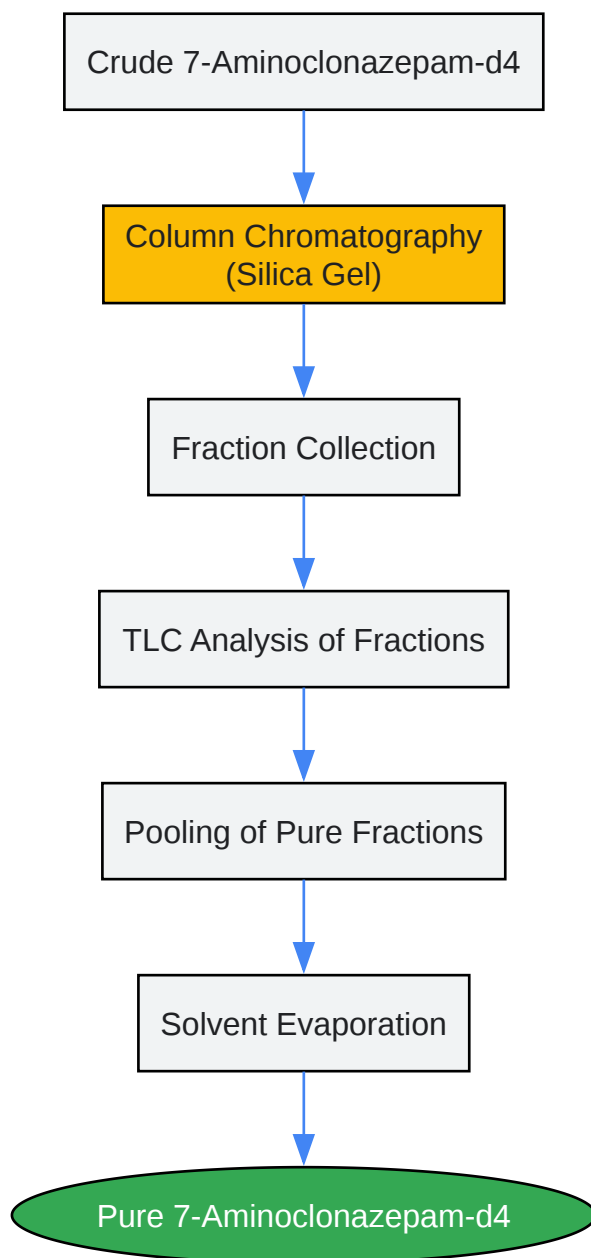 Crude 7-Aminoclonazepam-d4
Column Chromatography
(Silica Gel)
Fraction Collection
TLC Analysis of Fractions
Pooling of Pure Fractions
Solvent Evaporation
Pure 7-Aminoclonazepam-d4